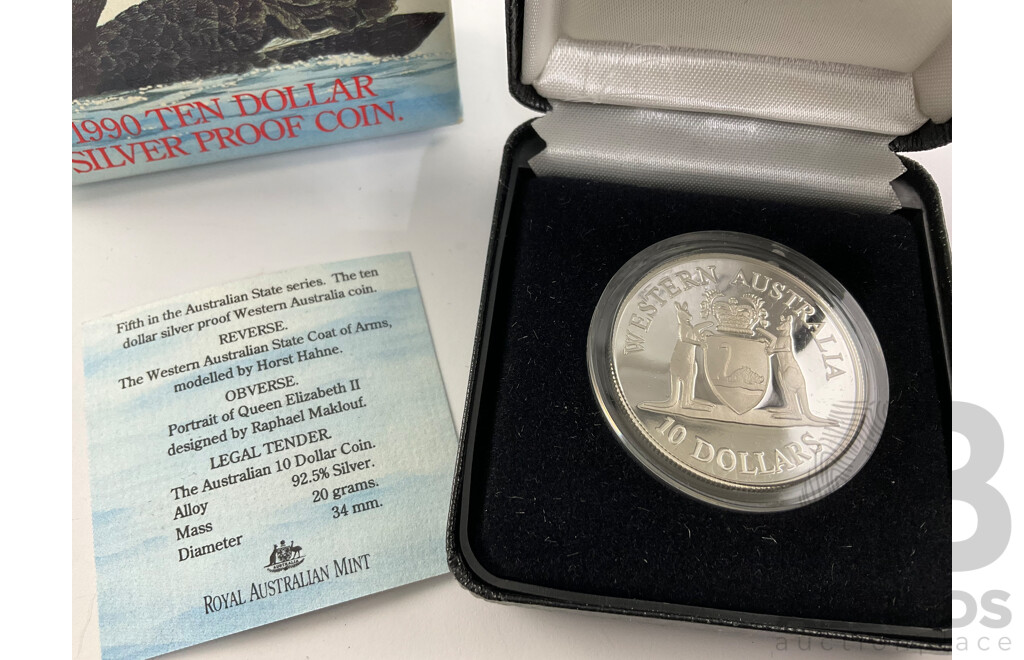 1990 TEN DOLLAR
SILVER PROOF COIN.
Fifth in the Australian State series. The ten
dollar silver proof Western Australia coin.
REVERSE.
The Western Australian State Coat of Arms,
modelled by Horst Hahne.
OBVERSE.
Portrait of Queen Elizabeth II
designed by Raphael Maklouf.
LEGAL TENDER.
The Australian 10 Dollar Coin.
Alloy 92.5% Silver.
Mass 20 grams.
Diameter 34 mm.
AUSTRALIA
ROYAL AUSTRALIAN MINT
WESTERN AUSTRALIA
10 DOLLARS